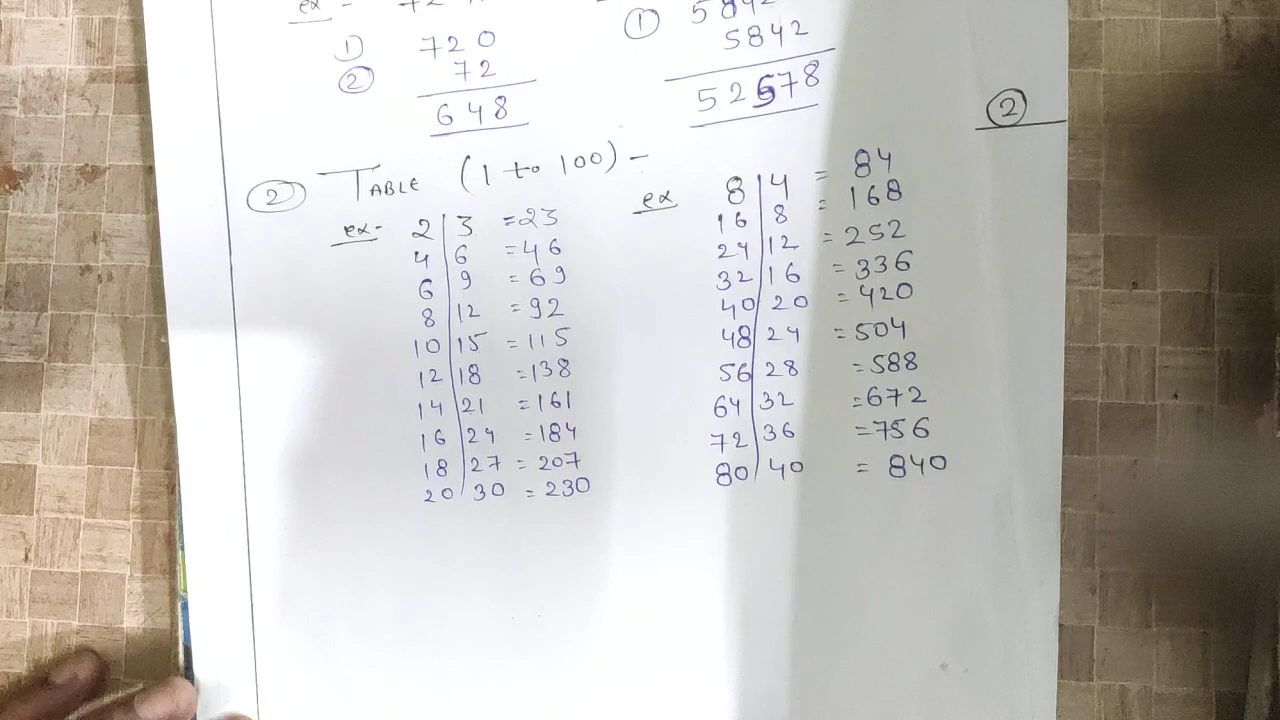 ex - 72
① 720
② 72
648
① 5842
5842
52578
②
② TABLE (1 to 100) -
ex- 2 | 3 = 23
4 | 6 = 46
6 | 9 = 69
8 | 12 = 92
10 | 15 = 115
12 | 18 = 138
14 | 21 = 161
16 | 24 = 184
18 | 27 = 207
20 | 30 = 230
ex 8 | 4 = 84
16 | 8 = 168
24 | 12 = 252
32 | 16 = 336
40 | 20 = 420
48 | 24 = 504
56 | 28 = 588
64 | 32 = 672
72 | 36 = 756
80 | 40 = 840